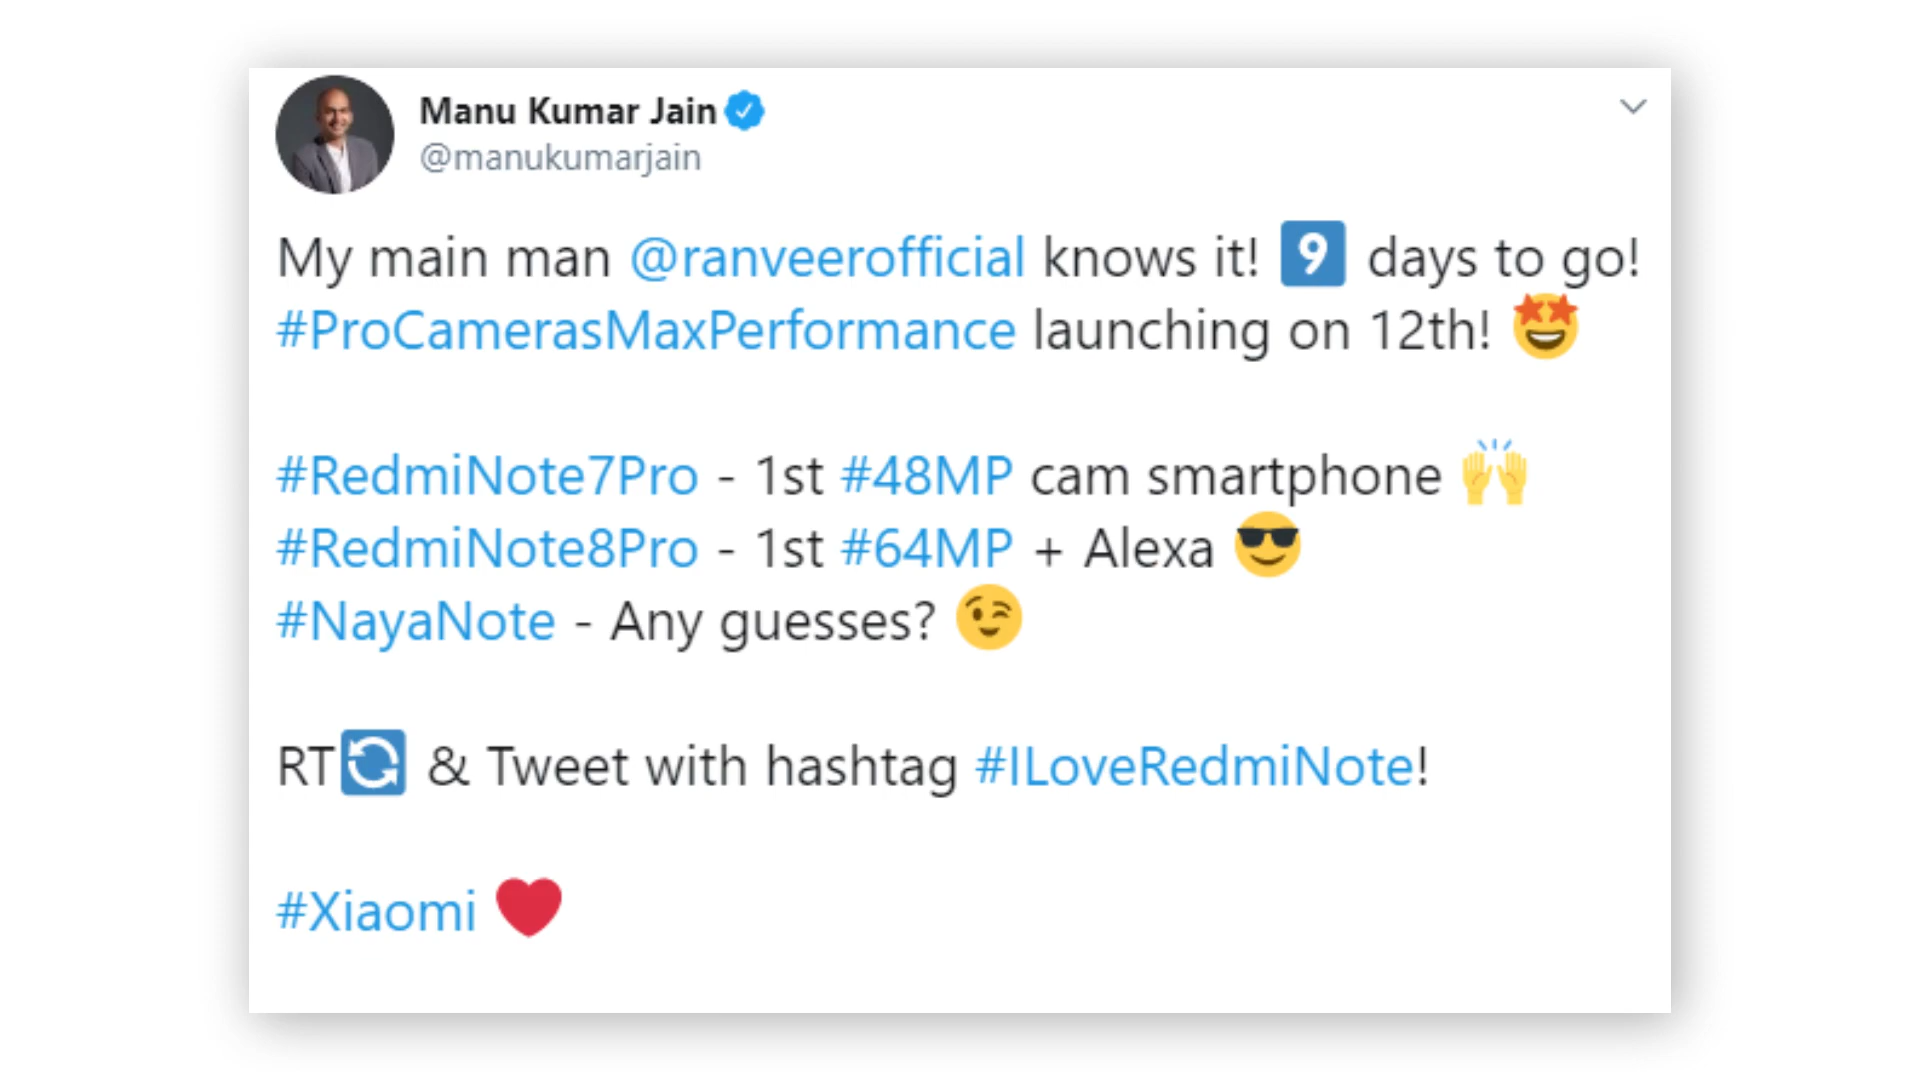 Manu Kumar Jain
@manukumarjain
My main man @ranveerofficial knows it! 9️⃣ days to go!
#ProCamerasMaxPerformance launching on 12th! 🤩
#RedmiNote7Pro - 1st #48MP cam smartphone 🙌
#RedmiNote8Pro - 1st #64MP + Alexa 😎
#NayaNote - Any guesses? 😉
RT🔄 & Tweet with hashtag #ILoveRedmiNote!
#Xiaomi ❤️